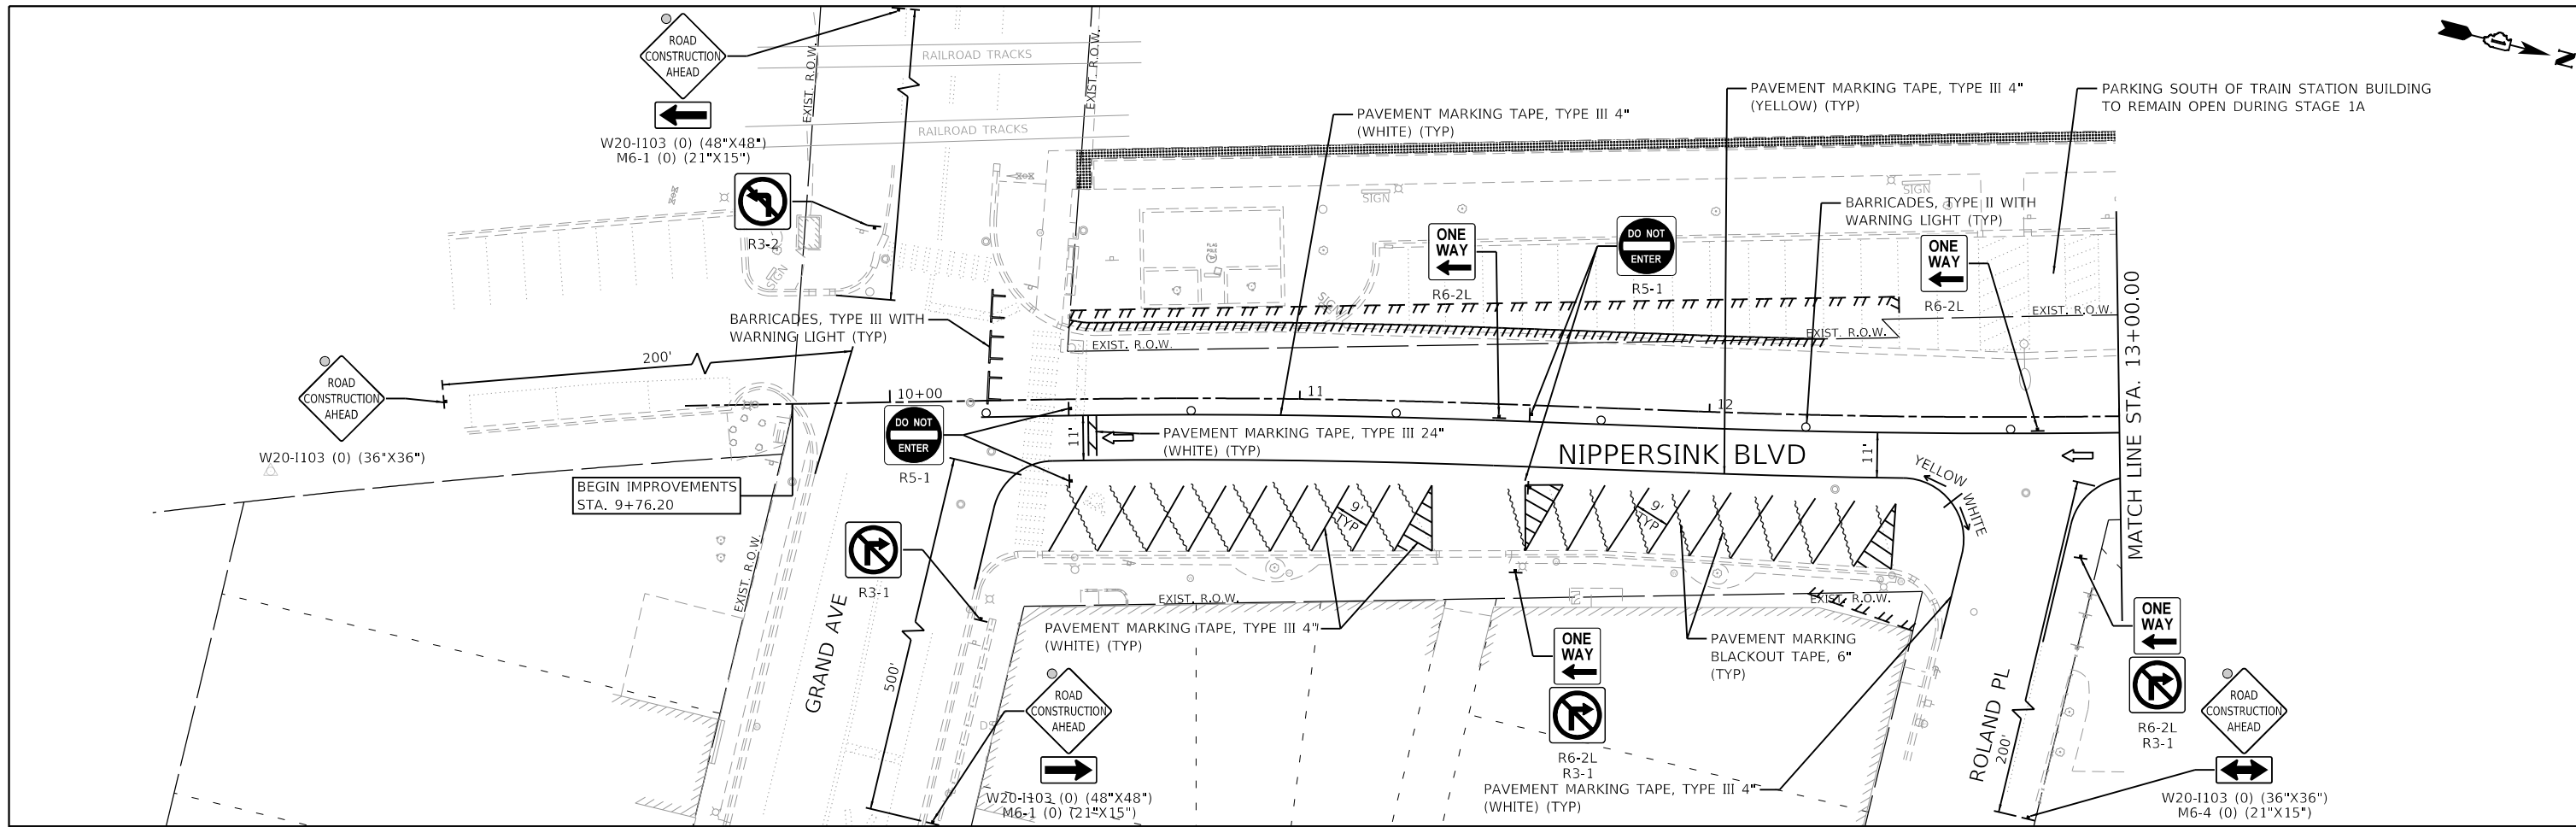 ROAD
CONSTRUCTION
AHEAD
W20-I103 (0) (48"X48")
M6-1 (0) (21"X15")
R3-2
EXIST. R.O.W.
EXIST. R.O.W.
RAILROAD TRACKS
RAILROAD TRACKS
PAVEMENT MARKING TAPE, TYPE III 4"
(WHITE) (TYP)
PAVEMENT MARKING TAPE, TYPE III 4"
(YELLOW) (TYP)
PARKING SOUTH OF TRAIN STATION BUILDING
TO REMAIN OPEN DURING STAGE 1A
N
SIGN
SIGN
SIGN
SIGN
FLAG
POLE
BARRICADES, TYPE II WITH
WARNING LIGHT (TYP)
ONE
WAY
R6-2L
DO NOT
ENTER
R5-1
ONE
WAY
R6-2L
BARRICADES, TYPE III WITH
WARNING LIGHT (TYP)
EXIST. R.O.W.
EXIST. R.O.W.
EXIST. R.O.W.
MATCH LINE STA. 13+00.00
200'
ROAD
CONSTRUCTION
AHEAD
W20-I103 (0) (36"X36")
10+00
11
12
DO NOT
ENTER
R5-1
11'
PAVEMENT MARKING TAPE, TYPE III 24"
(WHITE) (TYP)
NIPPERSINK BLVD
11'
YELLOW
WHITE
BEGIN IMPROVEMENTS
STA. 9+76.20
9'
TYP
9'
TYP
R3-1
EXIST. R.O.W.
GRAND AVE
500'
EXIST. R.O.W.
EXIST. R.O.W.
PAVEMENT MARKING TAPE, TYPE III 4"
(WHITE) (TYP)
PAVEMENT MARKING
BLACKOUT TAPE, 6"
(TYP)
ONE
WAY
R6-2L
R3-1
ONE
WAY
R6-2L
R3-1
ROAD
CONSTRUCTION
AHEAD
W20-I103 (0) (48"X48")
M6-1 (0) (21"X15")
PAVEMENT MARKING TAPE, TYPE III 4"
(WHITE) (TYP)
ROLAND PL
200'
ROAD
CONSTRUCTION
AHEAD
W20-I103 (0) (36"X36")
M6-4 (0) (21"X15")